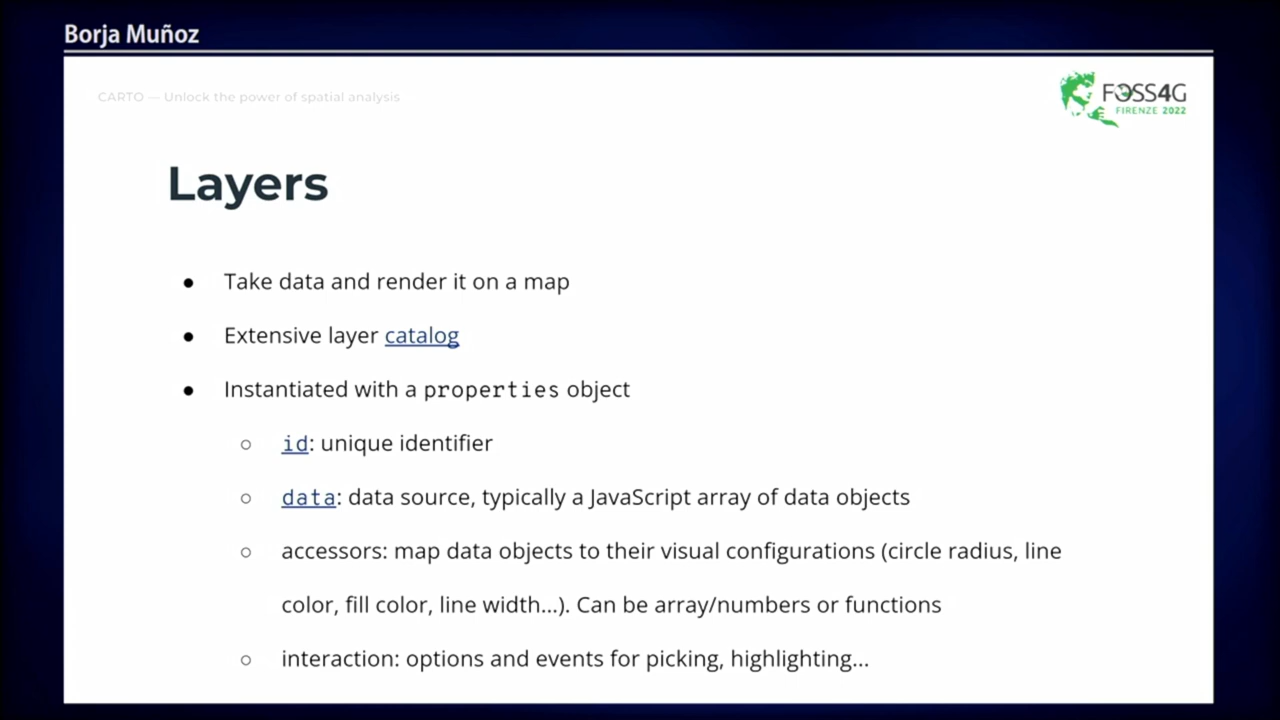 Borja Muñoz
CARTO — Unlock the power of spatial analysis
FOSS4G
FIRENZE 2022
Layers
● Take data and render it on a map
● Extensive layer catalog
● Instantiated with a properties object
○ id: unique identifier
○ data: data source, typically a JavaScript array of data objects
○ accessors: map data objects to their visual configurations (circle radius, line
color, fill color, line width...). Can be array/numbers or functions
○ interaction: options and events for picking, highlighting...